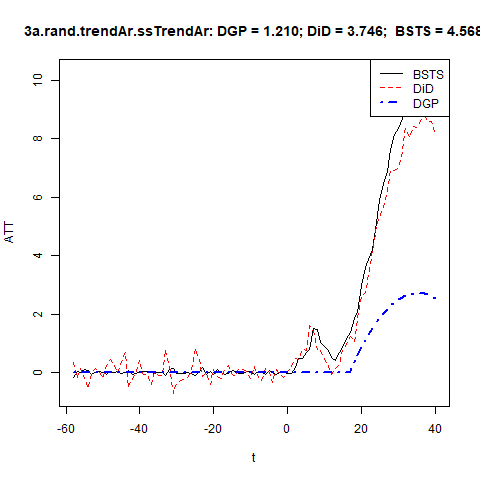 3a.rand.trendAr.ssTrendAr: DGP = 1.210; DiD = 3.746;  BSTS = 4.568
BSTS
DiD
DGP
10
8
6
4
2
0
ATT
-60
-40
-20
0
20
40
t